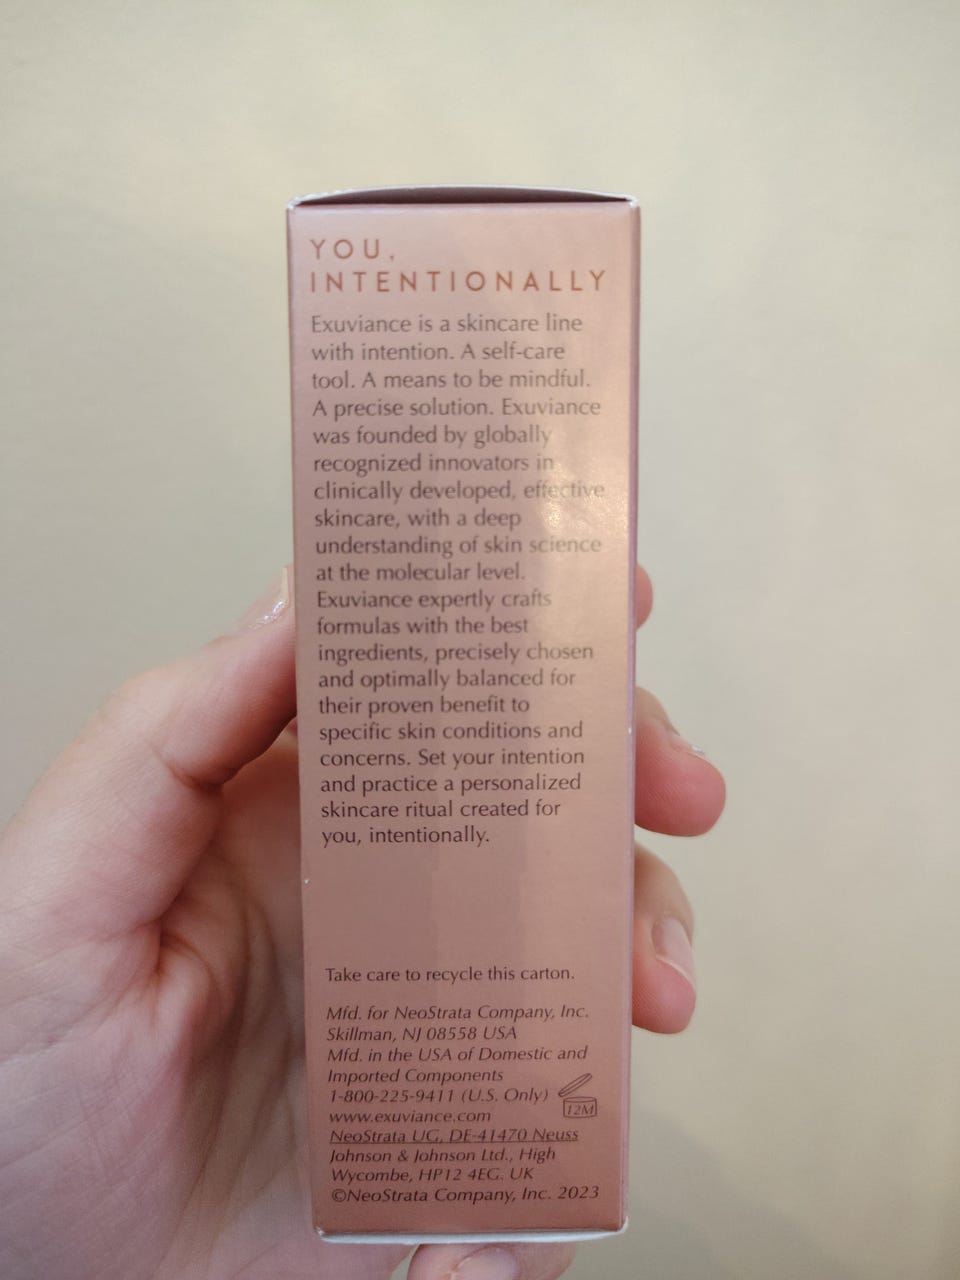 YOU,
INTENTIONALLY
Exuviance is a skincare line
with intention. A self-care
tool. A means to be mindful.
A precise solution. Exuviance
was founded by globally
recognized innovators in
clinically developed, effective
skincare, with a deep
understanding of skin science
at the molecular level.
Exuviance expertly crafts
formulas with the best
ingredients, precisely chosen
and optimally balanced for
their proven benefit to
specific skin conditions and
concerns. Set your intention
and practice a personalized
skincare ritual created for
you, intentionally.
Take care to recycle this carton.
Mfd. for NeoStrata Company, Inc.
Skillman, NJ 08558 USA
Mfd. in the USA of Domestic and
Imported Components
1-800-225-9411 (U.S. Only)
12M
www.exuviance.com
NeoStrata UG, DE-41470 Neuss
Johnson & Johnson Ltd., High
Wycombe, HP12 4EG. UK
©NeoStrata Company, Inc. 2023